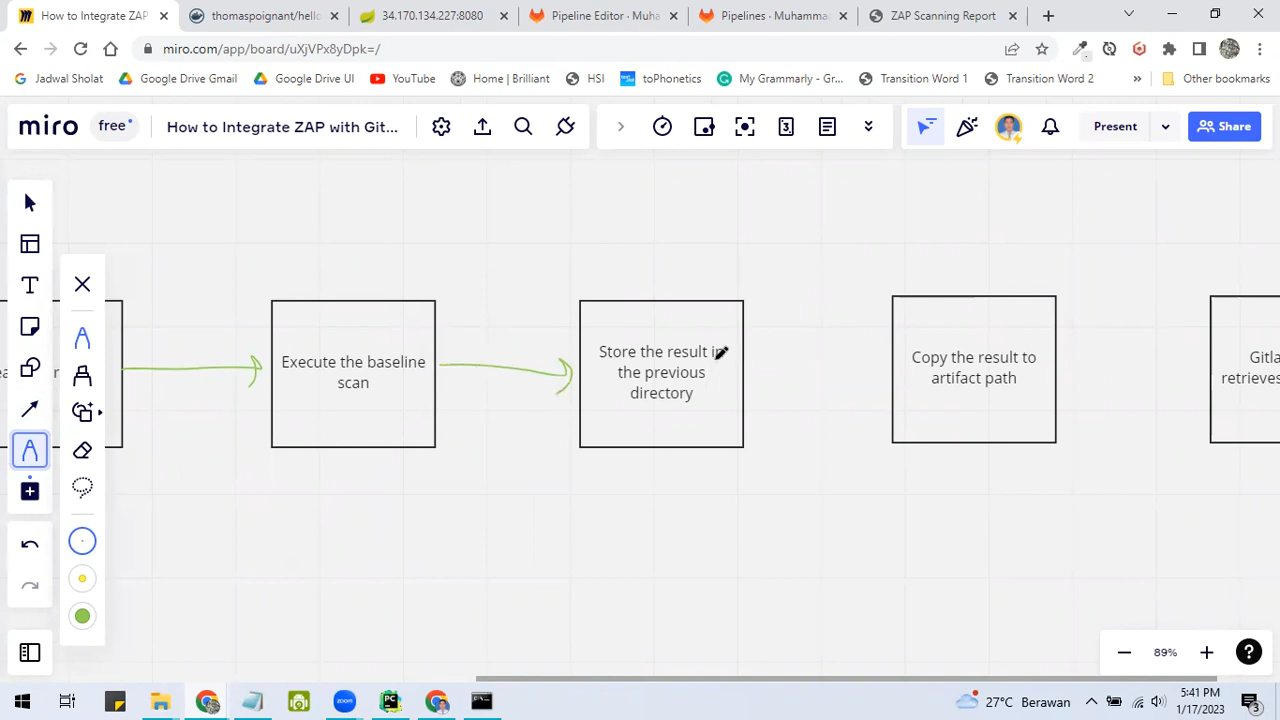 How to Integrate ZAP
thomaspoignant/hello
34.170.134.221:8080
Pipeline Editor · Muha
Pipelines · Muhammad
ZAP Scanning Report
miro.com/app/board/uXjVPx8yDpk=/
Jadwal Sholat
Google Drive Gmail
Google Drive UI
YouTube
Home | Brilliant
HSI
toPhonetics
My Grammarly - Gr...
Transition Word 1
Transition Word 2
»
Other bookmarks
miro
free
How to Integrate ZAP with Git...
3
Present
Share
Execute the baseline
scan
Store the result in
the previous
directory
Copy the result to
artifact path
Gitla
retrieves
89%
?
27°C Berawan
5:41 PM
1/17/2023
3